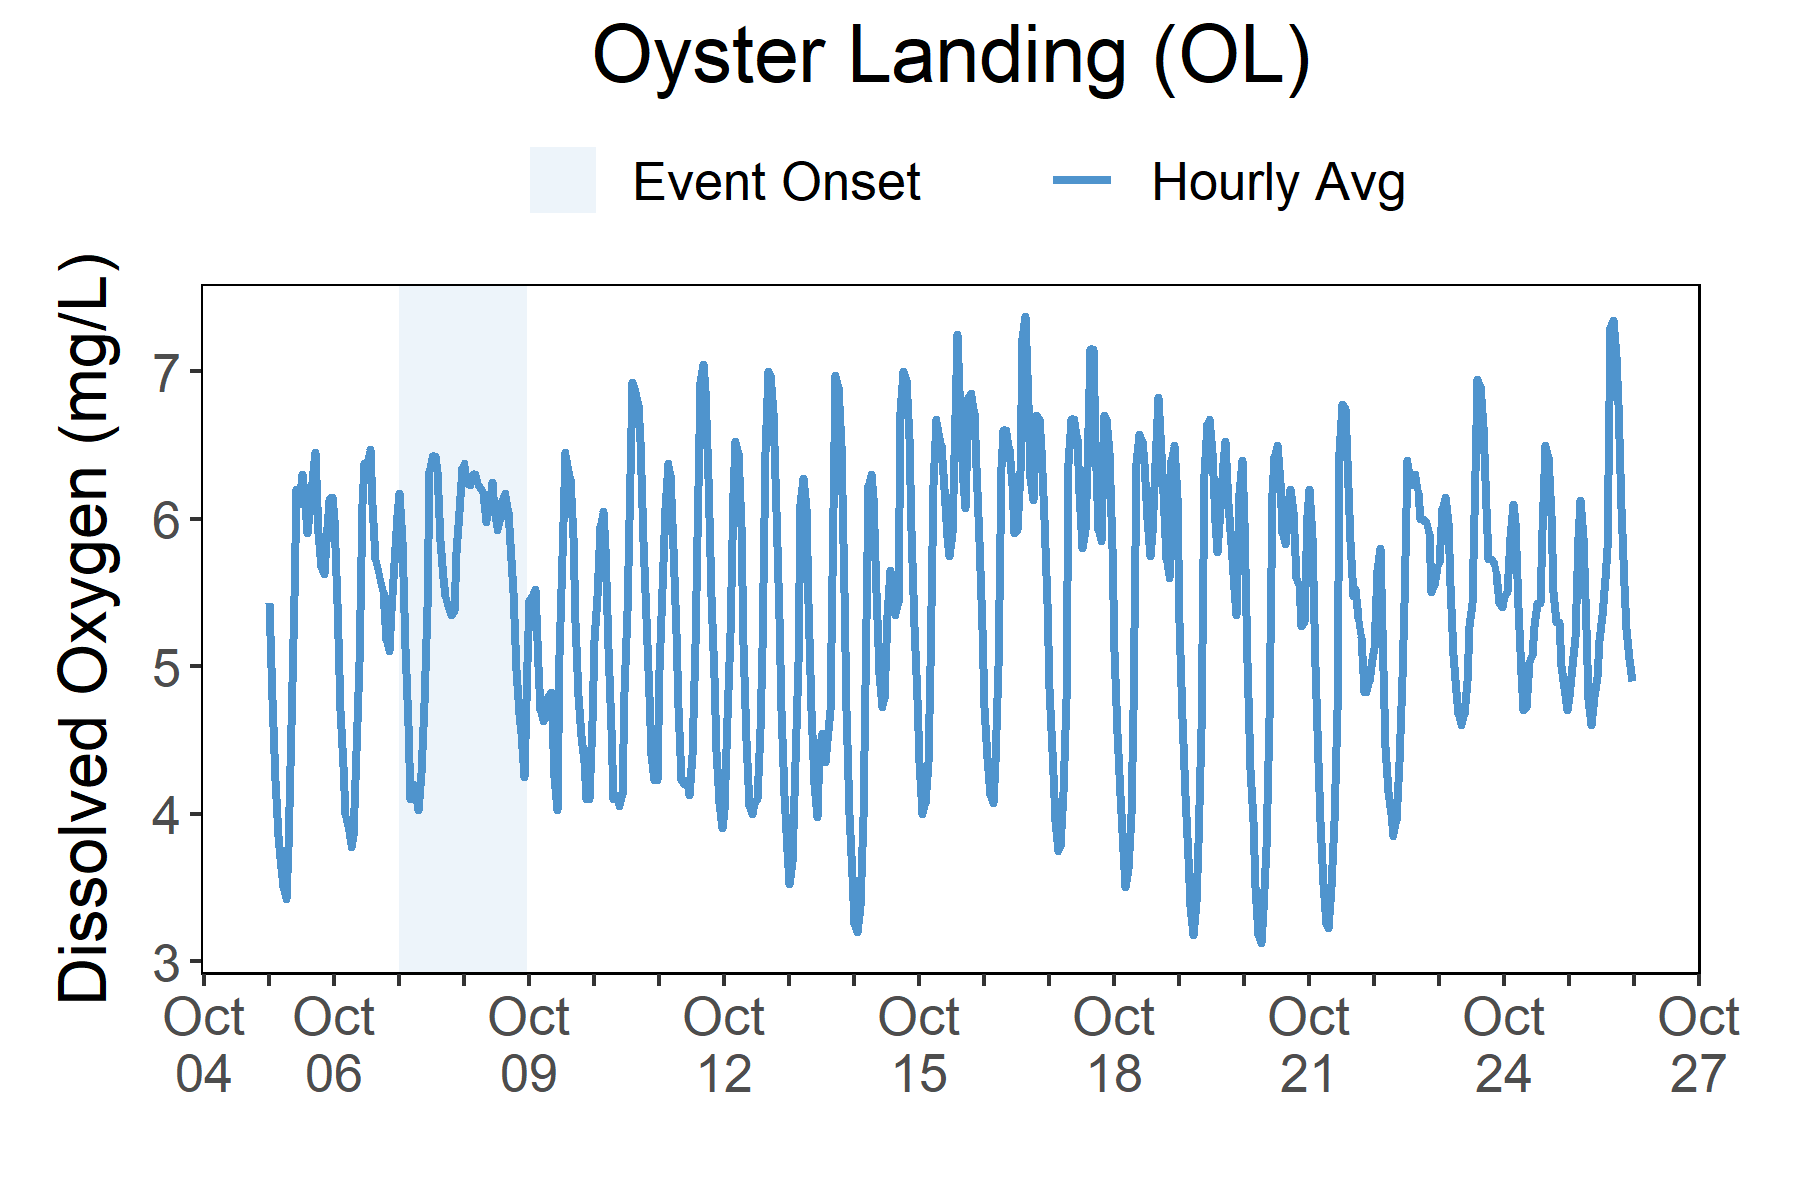 Oyster Landing (OL)
Event Onset
Hourly Avg
Dissolved Oxygen (mg/L)
7
6
5
4
3
Oct 04
Oct 06
Oct 09
Oct 12
Oct 15
Oct 18
Oct 21
Oct 24
Oct 27